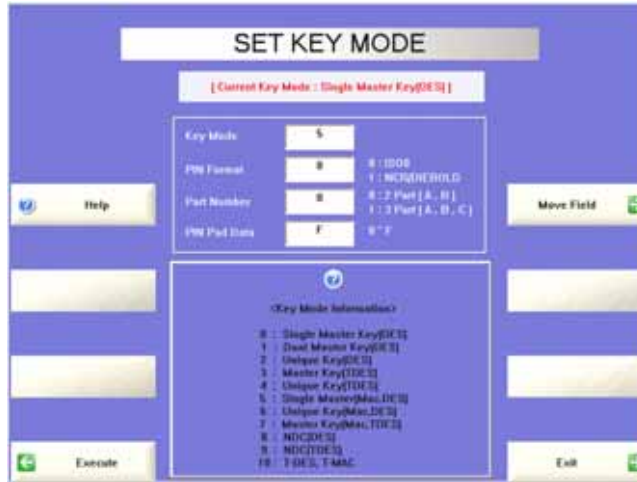 SET KEY MODE
[ Current Key Mode : Single Master Key(DES) ]
Key Mode 5
PIN Format 0 0 : ISO0
1 : NCR/DIEBOLD
Part Number 0 0 : 2 Part [ A , B ]
1 : 3 Part [ A , B , C ]
PIN Pad Data F 0 ~ F
Help
Move Field
<Key Mode Information>
0 : Single Master Key(DES)
1 : Dual Master Key(DES)
2 : Unique Key(DES)
3 : Master Key(TDES)
4 : Unique Key(TDES)
5 : Single Master(Mac,DES)
6 : Unique Key(Mac,DES)
7 : Master Key(Mac,TDES)
8 : NDC(DES)
9 : NDC(TDES)
10 : T-DES, T-MAC
Execute
Exit